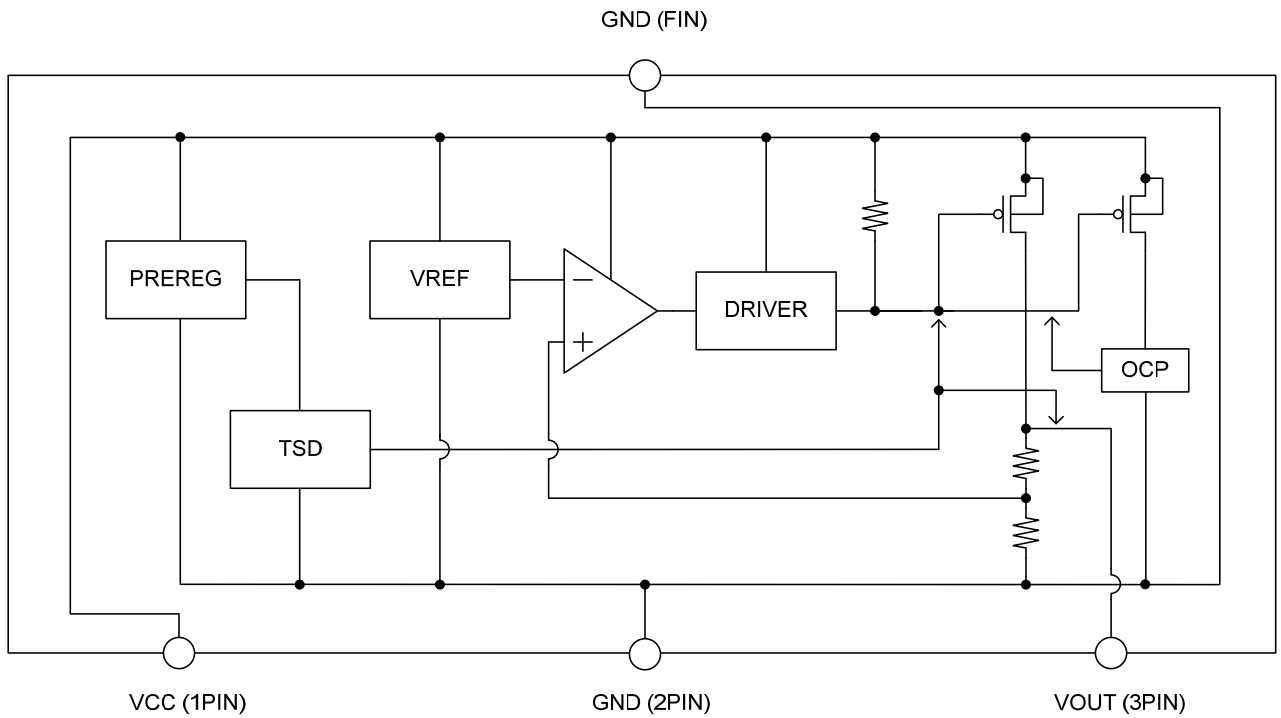 GND (FIN)
PREREG
VREF
−
+
DRIVER
OCP
TSD
VCC (1PIN)
GND (2PIN)
VOUT (3PIN)